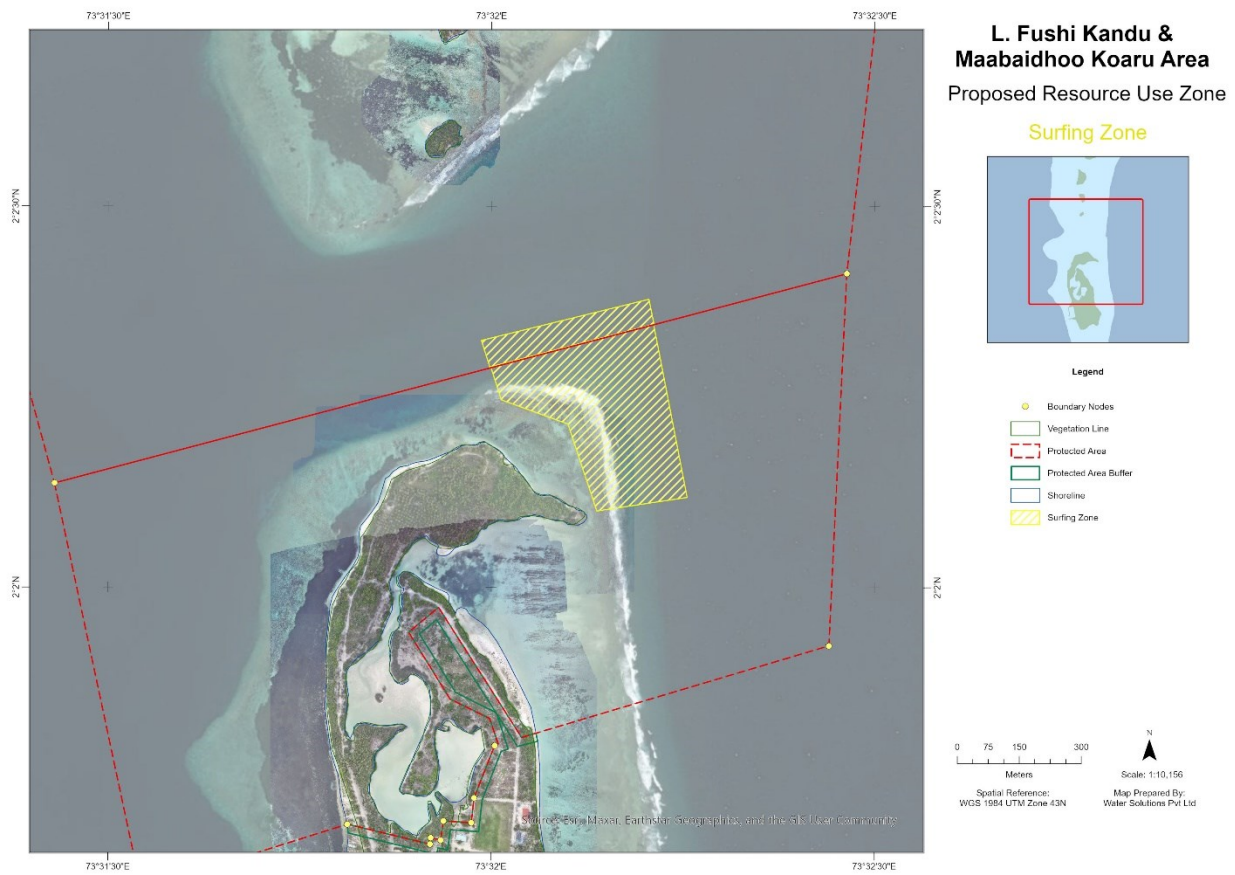 73°31'30"E
73°32'E
73°32'30"E
L. Fushi Kandu &
Maabaidhoo Koaru Area
Proposed Resource Use Zone
Surfing Zone
2°2'30"N
2°2'30"N
Legend
Boundary Nodes
Vegetation Line
Protected Area
Protected Area Buffer
Shoreline
Surfing Zone
2°2'N
2°2'N
0 75 150 300
Meters
N
Scale: 1:10,156
Spatial Reference:
WGS 1984 UTM Zone 43N
Map Prepared By:
Water Solutions Pvt Ltd
Source: Esri, Maxar, Earthstar Geographics, and the GIS User Community
73°31'30"E
73°32'E
73°32'30"E